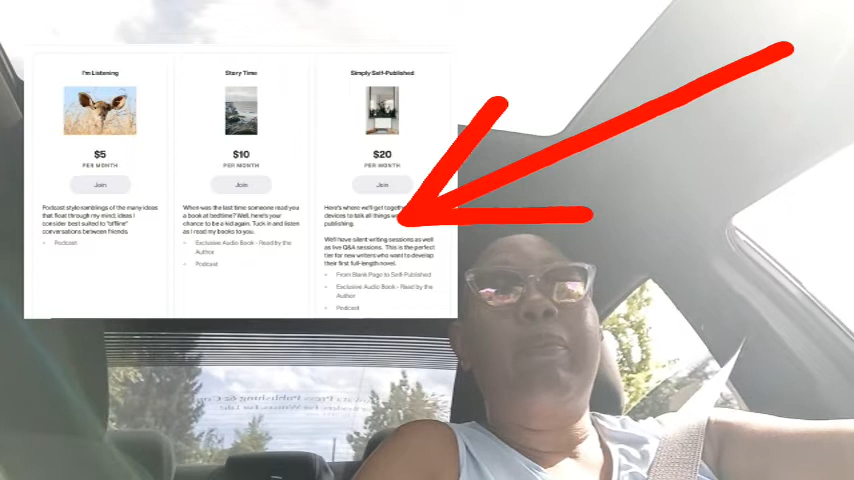 I'm Listening
$5
PER MONTH
Join
Podcast style ramblings of the many ideas
that float through my mind; ideas I
consider best suited to "offline"
conversations between friends
Podcast
Story Time
$10
PER MONTH
Join
When was the last time someone read you
a book at bedtime? Well, here's your
chance to be a kid again. Tuck in and listen
as I read my books to you.
Exclusive Audio Book - Read by the
Author
Podcast
Simply Self-Published
$20
PER MONTH
Join
Here's where we'll get together
devices to talk all things
publishing.
We'll have silent writing sessions as well
as live Q&A sessions. This is the perfect
tier for new writers who want to develop
their first full-length novel.
From Blank Page to Self-Published
Exclusive Audio Book - Read by the
Author
Podcast
Press Publishing